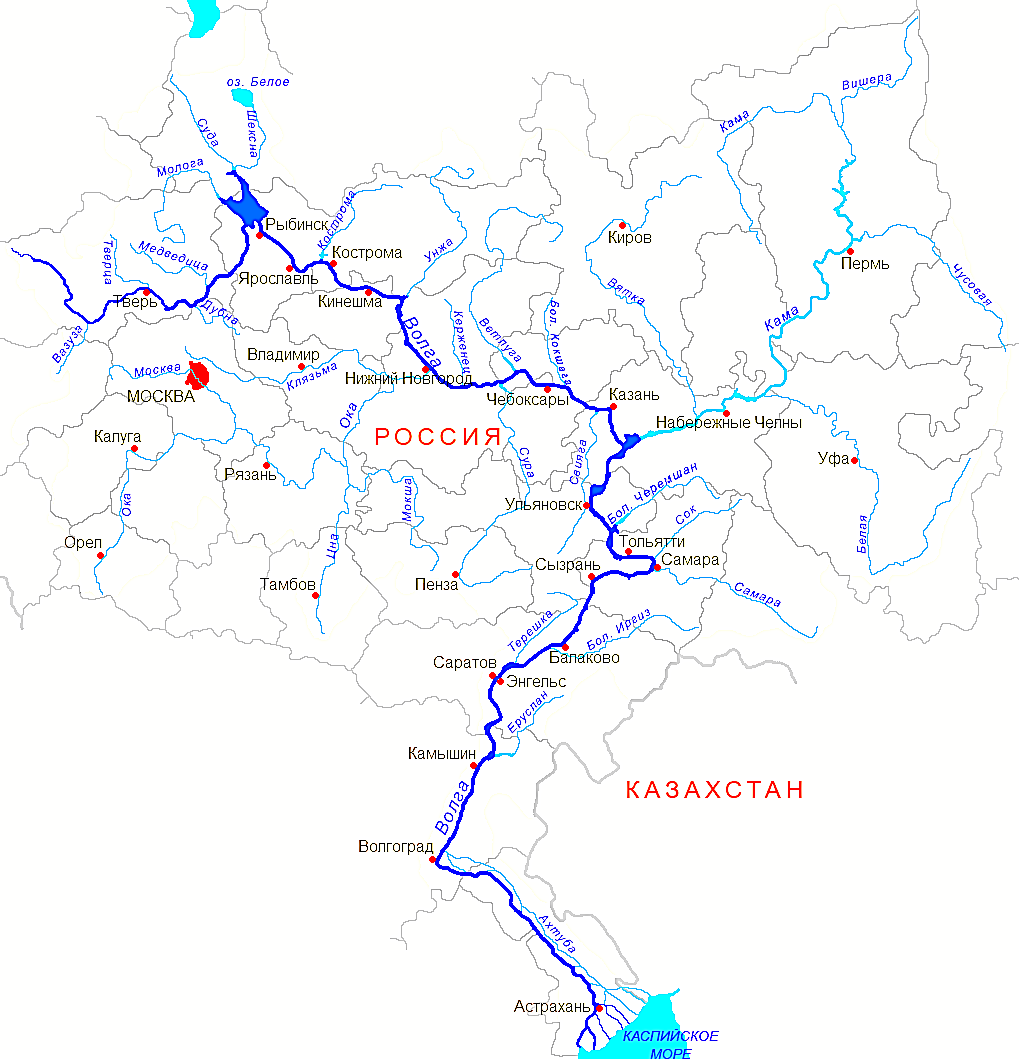 оз. Белое
Вишера
Кама
Суда
Шексна
Молога
Рыбинск
Кострома
Киров
Тверца
Медведица
Кострома
Унжа
Пермь
Ярославль
Чусовая
Тверь
Кинешма
Вятка
Дубна
Кама
Вазузз
Волга
Керженец
Ветлуга
Бол. Кокшага
Владимир
Москва
Клязьма
Нижний Новгород
МОСКВА
Чебоксары
Казань
Ока
Набережные Челны
РОССИЯ
Калуга
Уфа
Рязань
Сура
Свияга
Мокша
Бол. Черемшан
Ока
Ульяновск
Сок
Белая
Орел
Цна
Тольятти
Сызрань
Самара
Тамбов
Пенза
Самара
Терешка
Бол. Иргиз
Балаково
Саратов
Энгельс
Еруслан
Камышин
КАЗАХСТАН
Волга
Волгоград
Ахтуба
Астрахань
КАСПИЙСКОЕ
МОРЕ